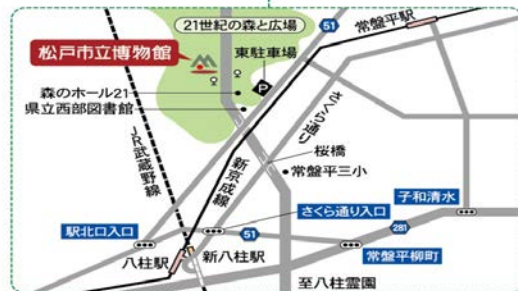 21世紀の森と広場
51
常盤平駅
松戸市立博物館
東駐車場
P
森のホール21
県立西部図書館
さくら通り
JR武蔵野線
新京成線
桜橋
常盤平三小
子和清水
駅北口入口
さくら通り入口
51
281
八柱駅
新八柱駅
常盤平柳町
至八柱霊園